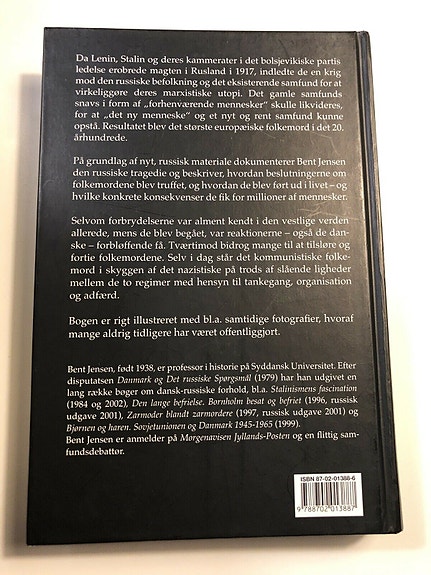 Da Lenin, Stalin og deres kammerater i det bolsjevikiske partis
ledelse erobrede magten i Rusland i 1917, indledte de en krig
mod den russiske befolkning og det eksisterende samfund for at
virkeliggøre deres marxistiske utopi. Det gamle samfunds
snavs i form af „forhenværende mennesker" skulle likvideres,
for at „det ny menneske" og et nyt og rent samfund kunne
opstå. Resultatet blev det største europæiske folkemord i det 20.
århundrede.
På grundlag af nyt, russisk materiale dokumenterer Bent Jensen
den russiske tragedie og beskriver, hvordan beslutningerne om
folkemordene blev truffet, og hvordan de blev ført ud i livet – og
hvilke konkrete konsekvenser de fik for millioner af mennesker.
Selvom forbrydelserne var alment kendt i den vestlige verden
allerede, mens de blev begået, var reaktionerne – også de dan-
ske – forbløffende få. Tværtimod bidrog mange til at tilsløre og
fortie folkemordene. Selv i dag står det kommunistiske folke-
mord i skyggen af det nazistiske på trods af slående ligheder
mellem de to regimer med hensyn til tankegang, organisation
og adfærd.
Bogen er rigt illustreret med bl.a. samtidige fotografier, hvoraf
mange aldrig tidligere har været offentliggjort.
Bent Jensen, født 1938, er professor i historie på Syddansk Universitet. Efter
disputatsen Danmark og Det russiske Spørgsmål (1979) har han udgivet en
lang række bøger om dansk-russiske forhold, bl.a. Stalinismens fascination
(1984 og 2002), Den lange befrielse. Bornholm besat og befriet (1996, russisk
udgave 2001), Zarmoder blandt zarmordere (1997, russisk udgave 2001) og
Bjørnen og haren. Sovjetunionen og Danmark 1945-1965 (1999).
Bent Jensen er anmelder på Morgenavisen Jyllands-Posten og en flittig sam-
fundsdebattør.
ISBN 87-02-01388-6
9 788702 013887